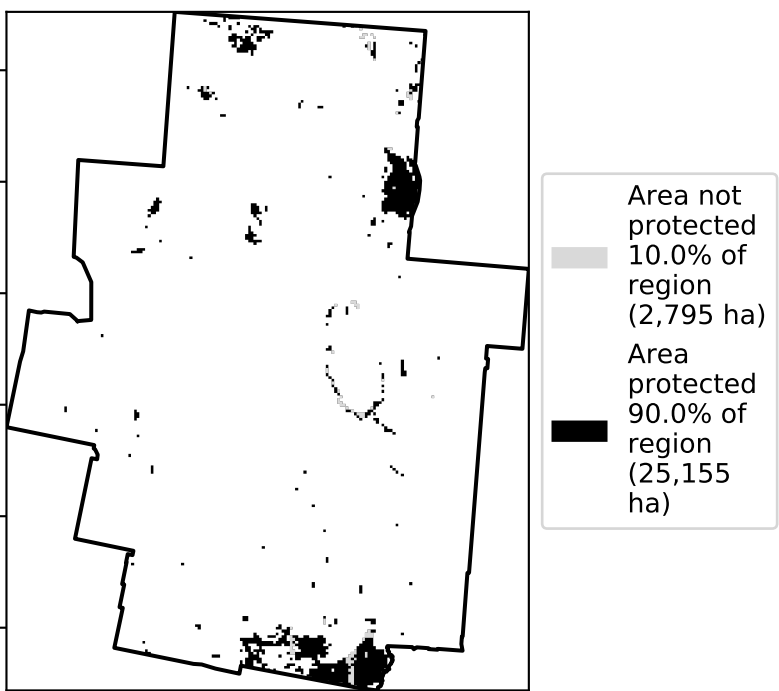 Area not
protected
10.0% of
region
(2,795 ha)
Area
protected
90.0% of
region
(25,155
ha)